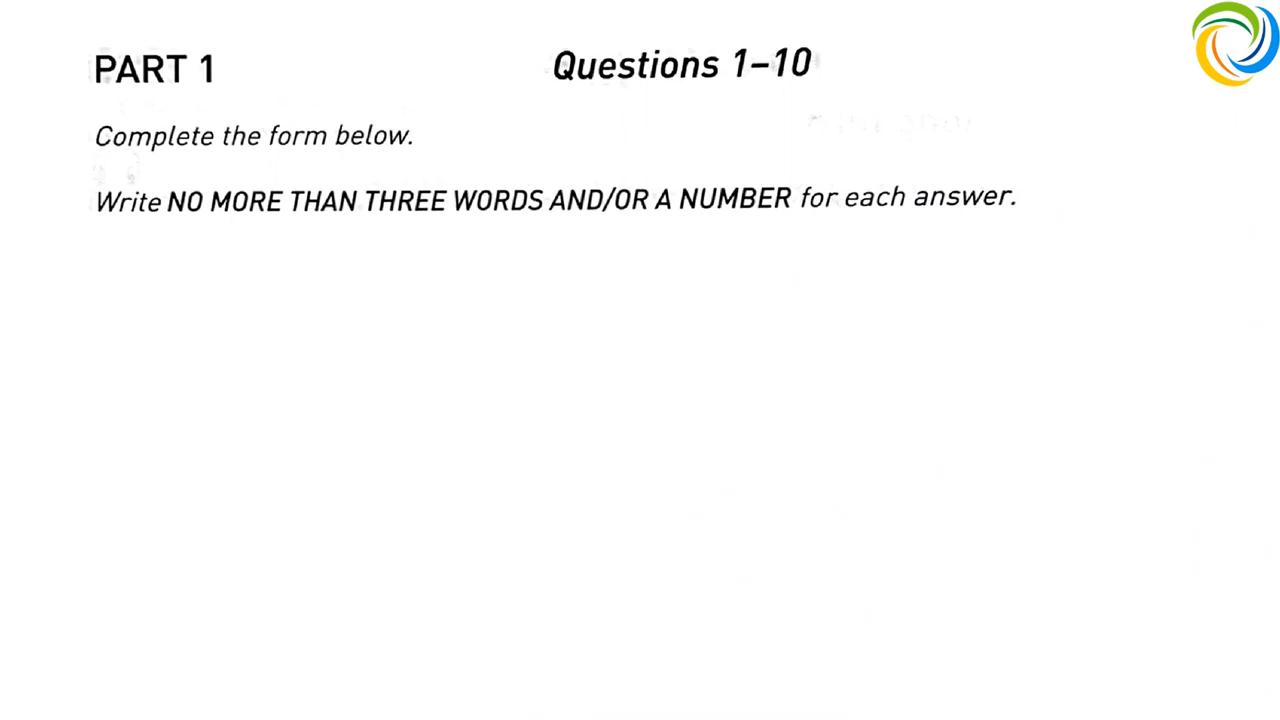 PART 1
Questions 1–10
Complete the form below.
Write NO MORE THAN THREE WORDS AND/OR A NUMBER for each answer.